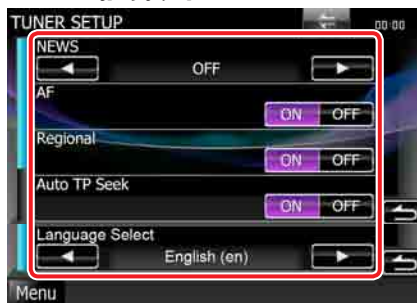 TUNER SETUP 00:00
NEWS
OFF
AF
ON OFF
Regional
ON OFF
Auto TP Seek
ON OFF
Language Select
English (en)
Menu